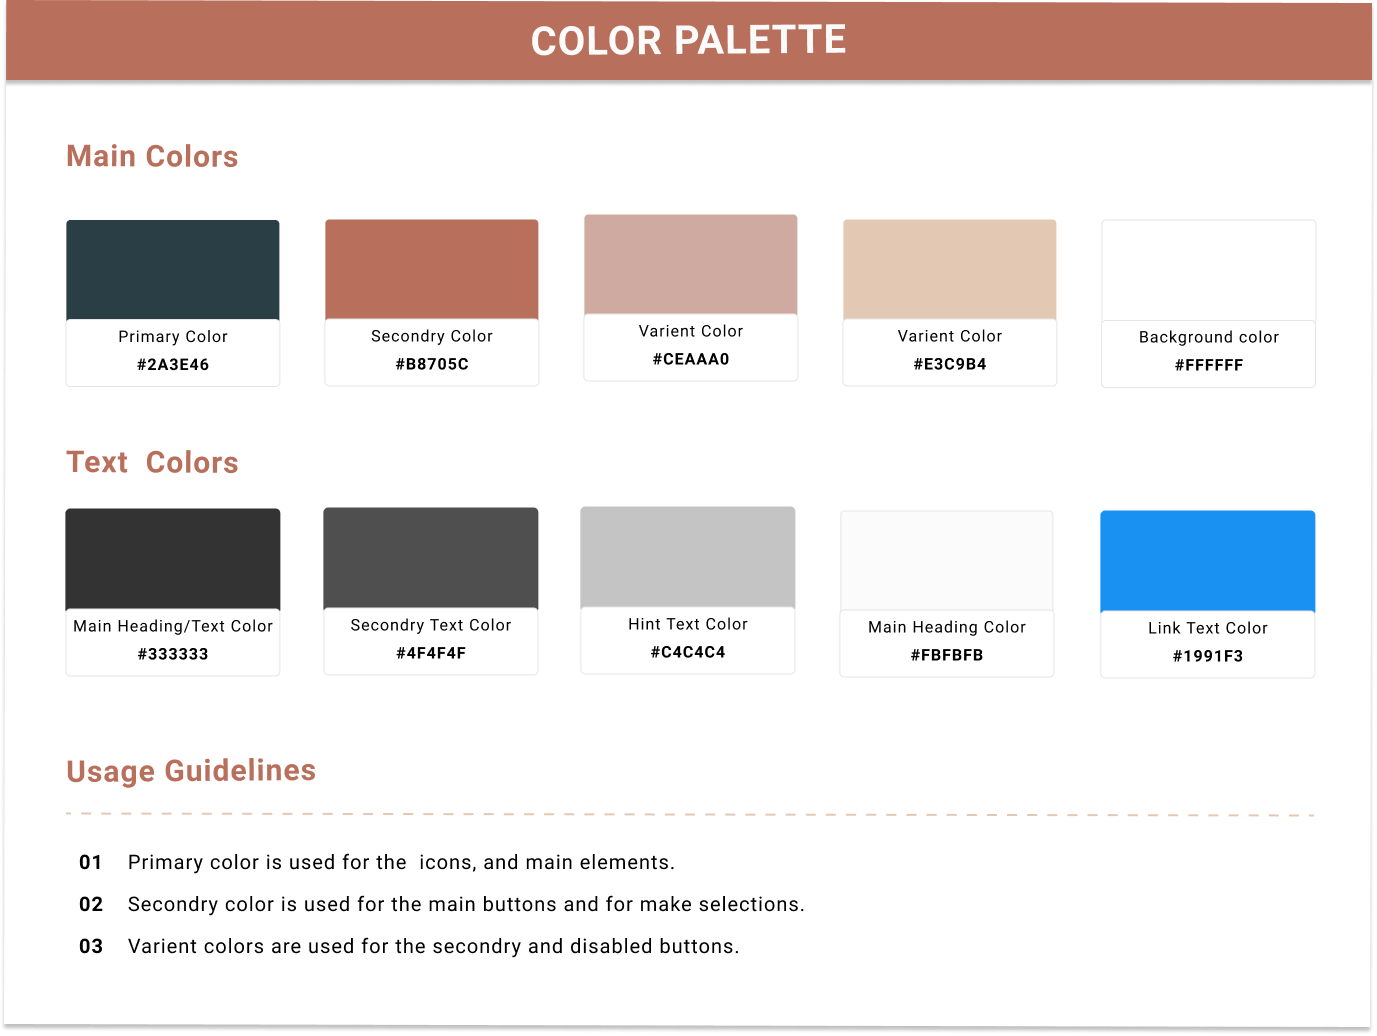 COLOR PALETTE
Main Colors
Primary Color
#2A3E46
Secondry Color
#B8705C
Varient Color
#CEAAA0
Varient Color
#E3C9B4
Background color
#FFFFFF
Text  Colors
Main Heading/Text Color
#333333
Secondry Text Color
#4F4F4F
Hint Text Color
#C4C4C4
Main Heading Color
#FBFBFB
Link Text Color
#1991F3
Usage Guidelines
01 Primary color is used for the  icons, and main elements.
02 Secondry color is used for the main buttons and for make selections.
03 Varient colors are used for the secondry and disabled buttons.